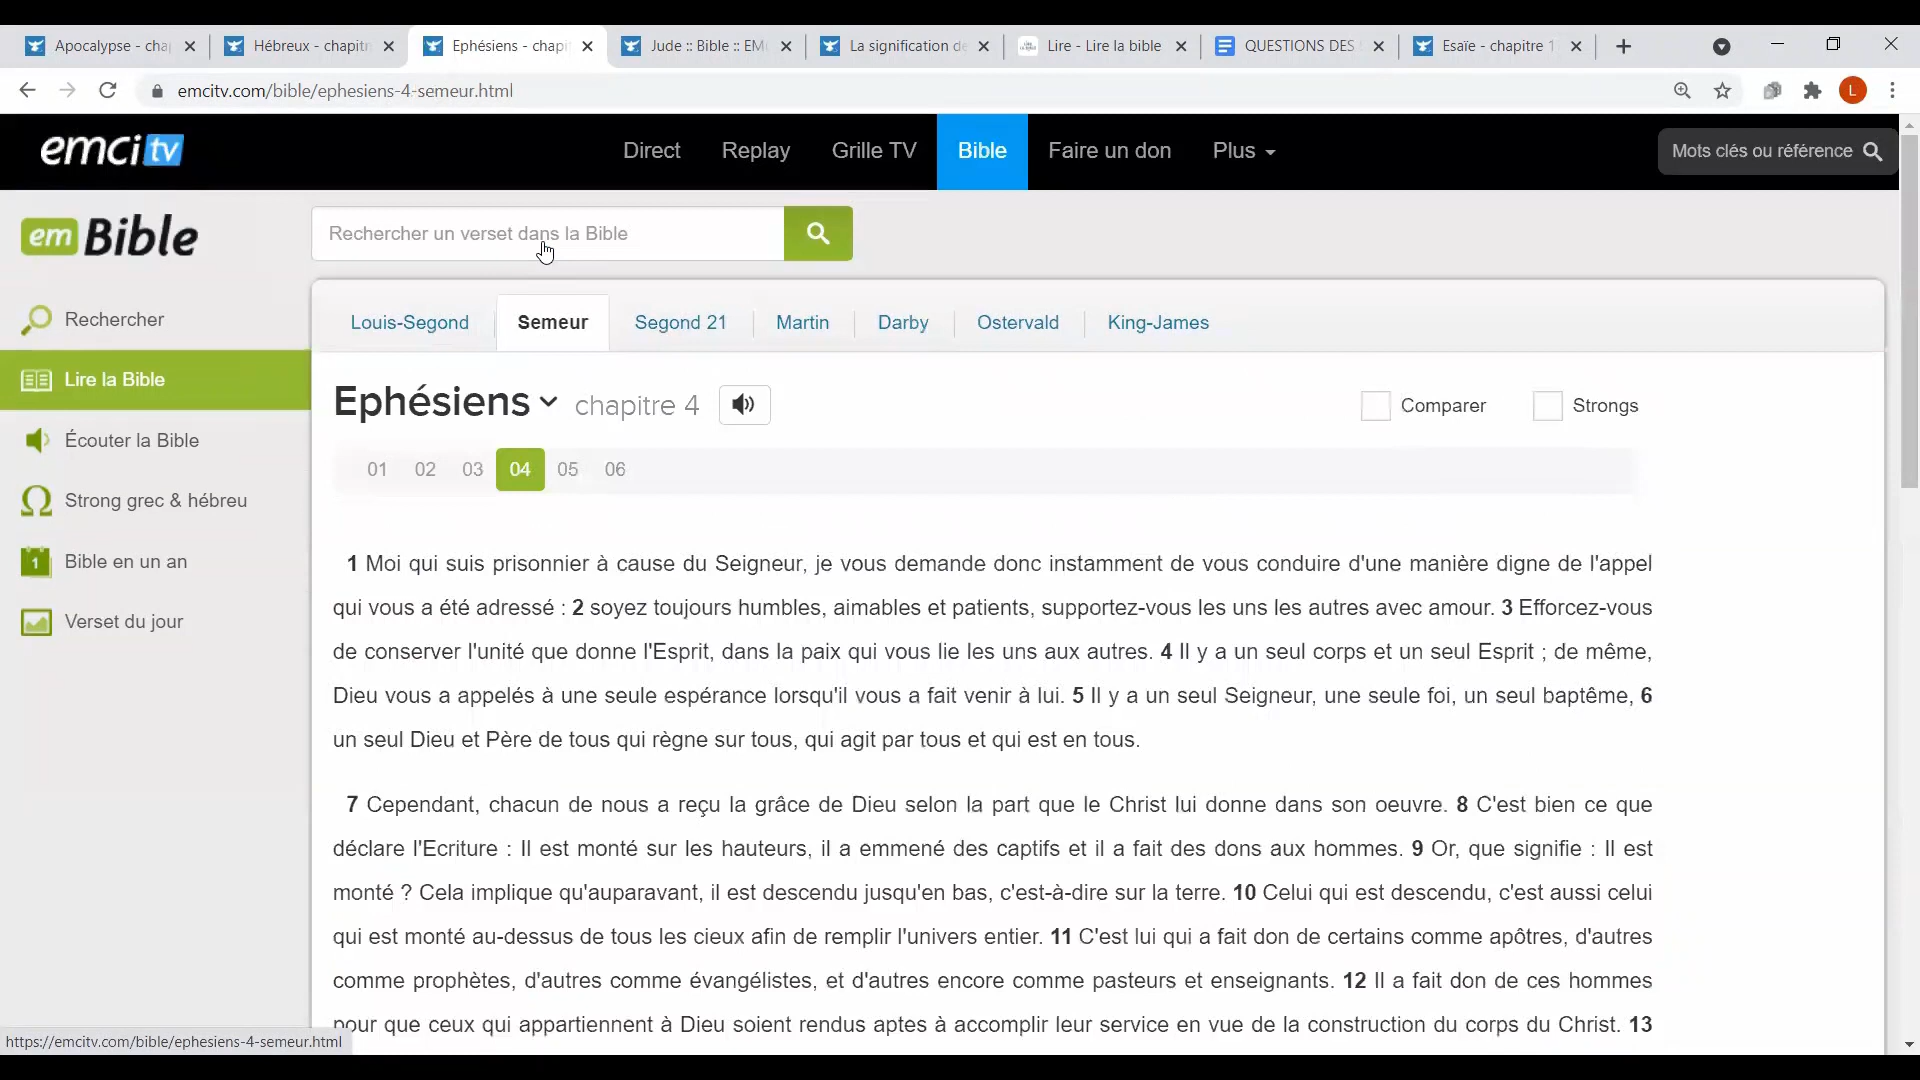 Apocalypse - cha
Hébreux - chapitr
Ephésiens - chapi
Jude :: Bible :: EM
La signification de
Lire - Lire la bible
QUESTIONS DES
Esaïe - chapitre 1
emcitv.com/bible/ephesiens-4-semeur.html
L
emci tv
Direct
Replay
Grille TV
Bible
Faire un don
Plus
Mots clés ou référence
em Bible
Rechercher un verset dans la Bible
Rechercher
Lire la Bible
Écouter la Bible
Strong grec & hébreu
1
Bible en un an
Verset du jour
Louis-Segond
Semeur
Segond 21
Martin
Darby
Ostervald
King-James
Ephésiens chapitre 4
Comparer
Strongs
01 02 03 04 05 06
1 Moi qui suis prisonnier à cause du Seigneur, je vous demande donc instamment de vous conduire d'une manière digne de l'appel
qui vous a été adressé : 2 soyez toujours humbles, aimables et patients, supportez-vous les uns les autres avec amour. 3 Efforcez-vous
de conserver l'unité que donne l'Esprit, dans la paix qui vous lie les uns aux autres. 4 Il y a un seul corps et un seul Esprit ; de même,
Dieu vous a appelés à une seule espérance lorsqu'il vous a fait venir à lui. 5 Il y a un seul Seigneur, une seule foi, un seul baptême, 6
un seul Dieu et Père de tous qui règne sur tous, qui agit par tous et qui est en tous.
7 Cependant, chacun de nous a reçu la grâce de Dieu selon la part que le Christ lui donne dans son oeuvre. 8 C'est bien ce que
déclare l'Ecriture : Il est monté sur les hauteurs, il a emmené des captifs et il a fait des dons aux hommes. 9 Or, que signifie : Il est
monté ? Cela implique qu'auparavant, il est descendu jusqu'en bas, c'est-à-dire sur la terre. 10 Celui qui est descendu, c'est aussi celui
qui est monté au-dessus de tous les cieux afin de remplir l'univers entier. 11 C'est lui qui a fait don de certains comme apôtres, d'autres
comme prophètes, d'autres comme évangélistes, et d'autres encore comme pasteurs et enseignants. 12 Il a fait don de ces hommes
pour que ceux qui appartiennent à Dieu soient rendus aptes à accomplir leur service en vue de la construction du corps du Christ. 13
https://emcitv.com/bible/ephesiens-4-semeur.html